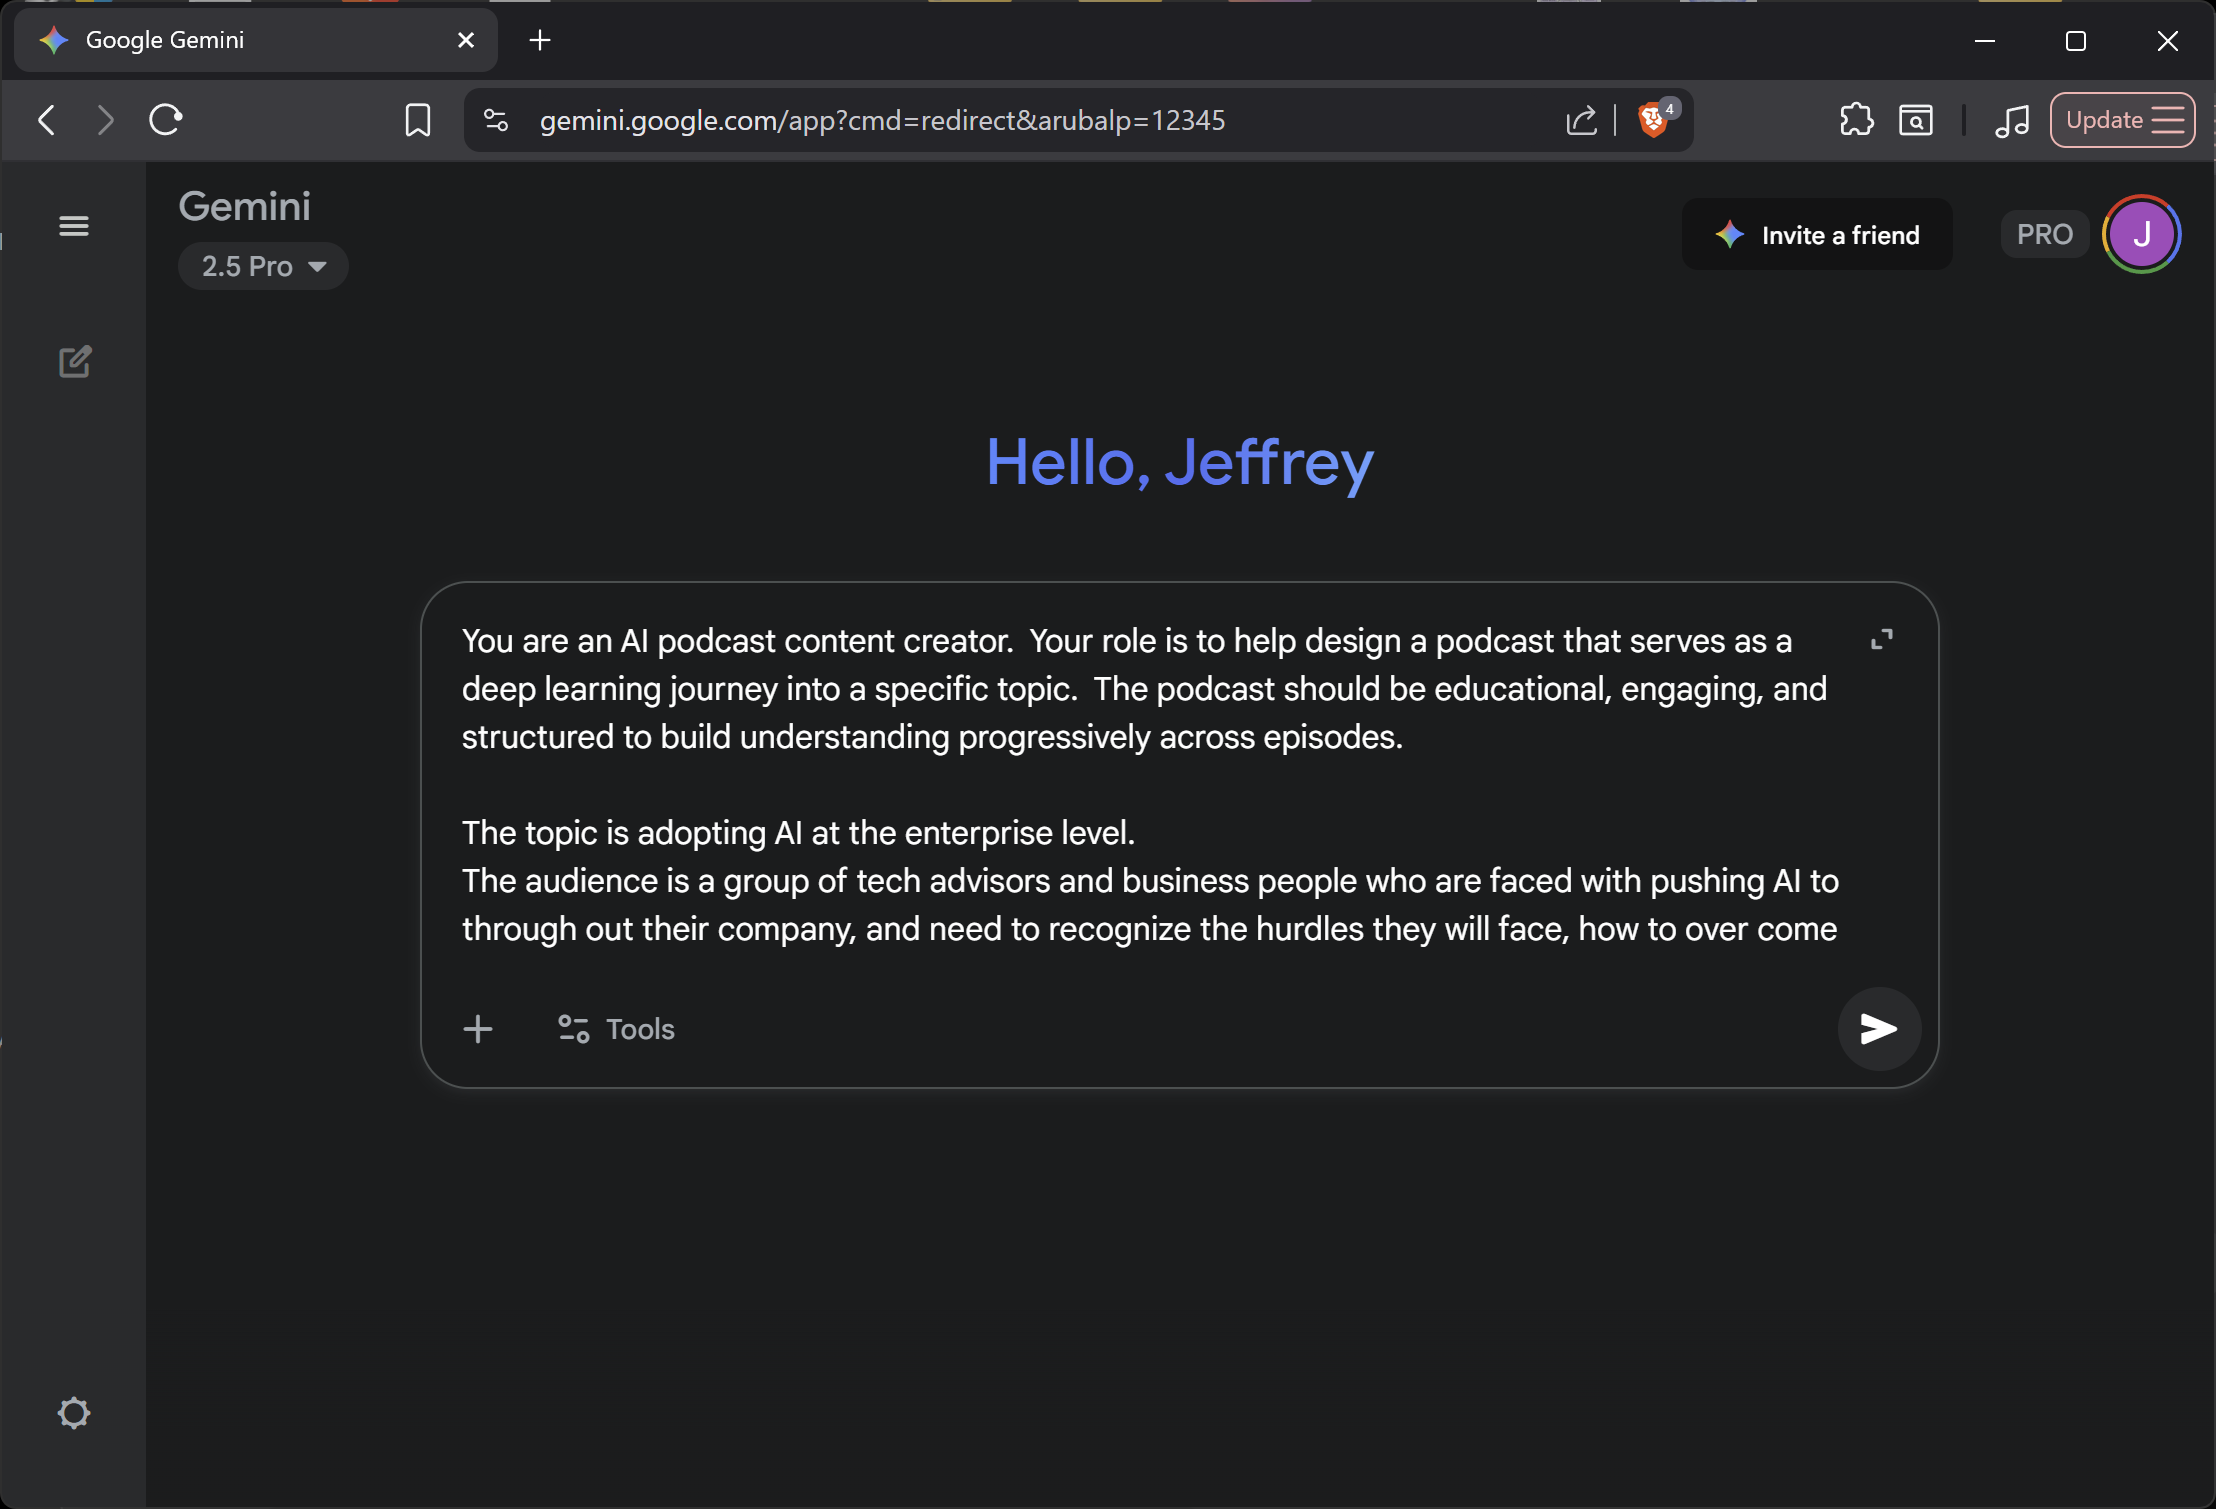 Google Gemini
gemini.google.com/app?cmd=redirect&arubalp=12345
4
Update
Gemini
2.5 Pro
Invite a friend
PRO
J
Hello, Jeffrey
You are an AI podcast content creator.  Your role is to help design a podcast that serves as a
deep learning journey into a specific topic.  The podcast should be educational, engaging, and
structured to build understanding progressively across episodes.
The topic is adopting AI at the enterprise level.
The audience is a group of tech advisors and business people who are faced with pushing AI to
through out their company, and need to recognize the hurdles they will face, how to over come
Tools